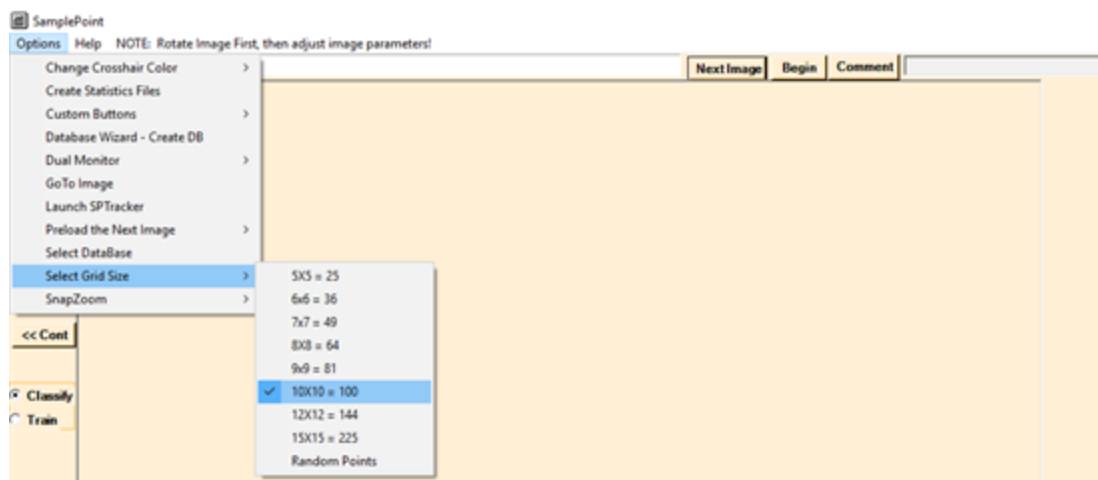 SamplePoint
Options Help NOTE: Rotate Image First, then adjust image parameters!
Change Crosshair Color >
Next Image Begin Comment
Create Statistics Files
Custom Buttons >
Database Wizard - Create DB
Dual Monitor >
GoTo Image
Launch SPTracker
Preload the Next Image >
Select DataBase
Select Grid Size >
SnapZoom >
5X5 = 25
6x6 = 36
7x7 = 49
8X8 = 64
9x9 = 81
10X10 = 100
12X12 = 144
15X15 = 225
Random Points
<< Cont
Classify
Train